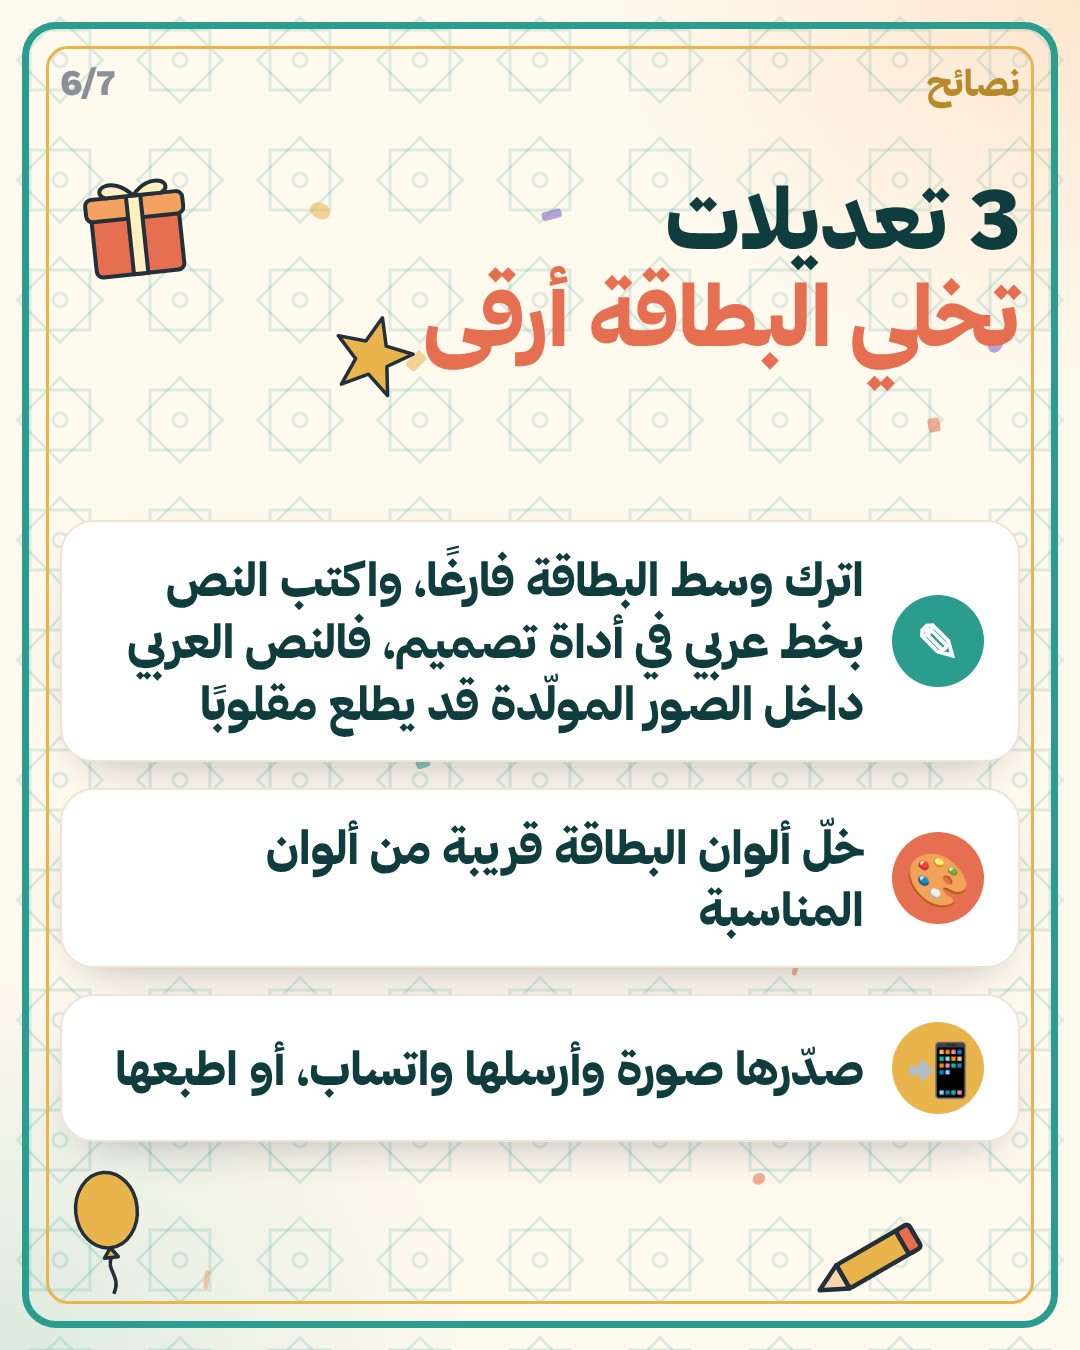 نصائح
6/7
3 تعديلات
تخلي البطاقة أرقى
اترك وسط البطاقة فارغًا، واكتب النص
بخط عربي في أداة تصميم، فالنص العربي
داخل الصور المولّدة قد يطلع مقلوبًا
خلّ ألوان البطاقة قريبة من ألوان
المناسبة
صدّرها صورة وأرسلها واتساب، أو اطبعها